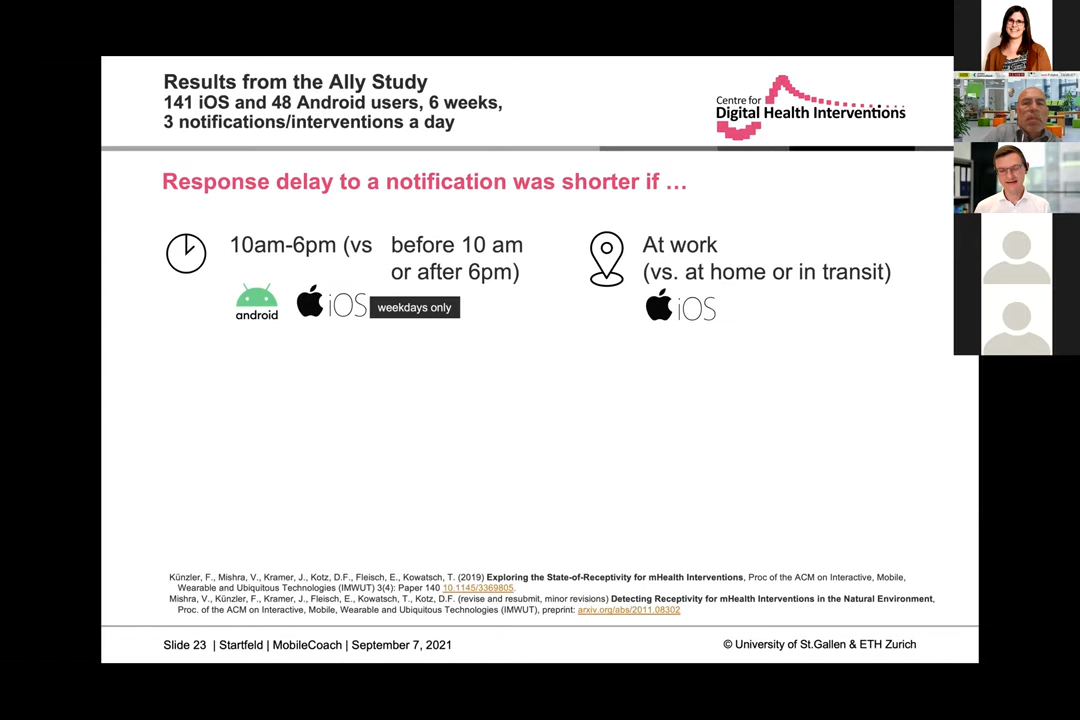 Results from the Ally Study
141 iOS and 48 Android users, 6 weeks,
3 notifications/interventions a day
Centre for
Digital Health Interventions
Response delay to a notification was shorter if …
10am-6pm (vs before 10 am
or after 6pm)
android
iOS
weekdays only
At work
(vs. at home or in transit)
iOS
Künzler, F., Mishra, V., Kramer, J., Kotz, D.F., Fleisch, E., Kowatsch, T. (2019) Exploring the State-of-Receptivity for mHealth Interventions, Proc of the ACM on Interactive, Mobile,
Wearable and Ubiquitous Technologies (IMWUT) 3(4): Paper 140 10.1145/3369805.
Mishra, V., Künzler, F., Kramer, J., Fleisch, E., Kowatsch, T., Kotz, D.F. (revise and resubmit, minor revisions) Detecting Receptivity for mHealth Interventions in the Natural Environment,
Proc. of the ACM on Interactive, Mobile, Wearable and Ubiquitous Technologies (IMWUT), preprint: arxiv.org/abs/2011.08302
Slide 23 | Startfeld | MobileCoach | September 7, 2021
© University of St.Gallen & ETH Zurich